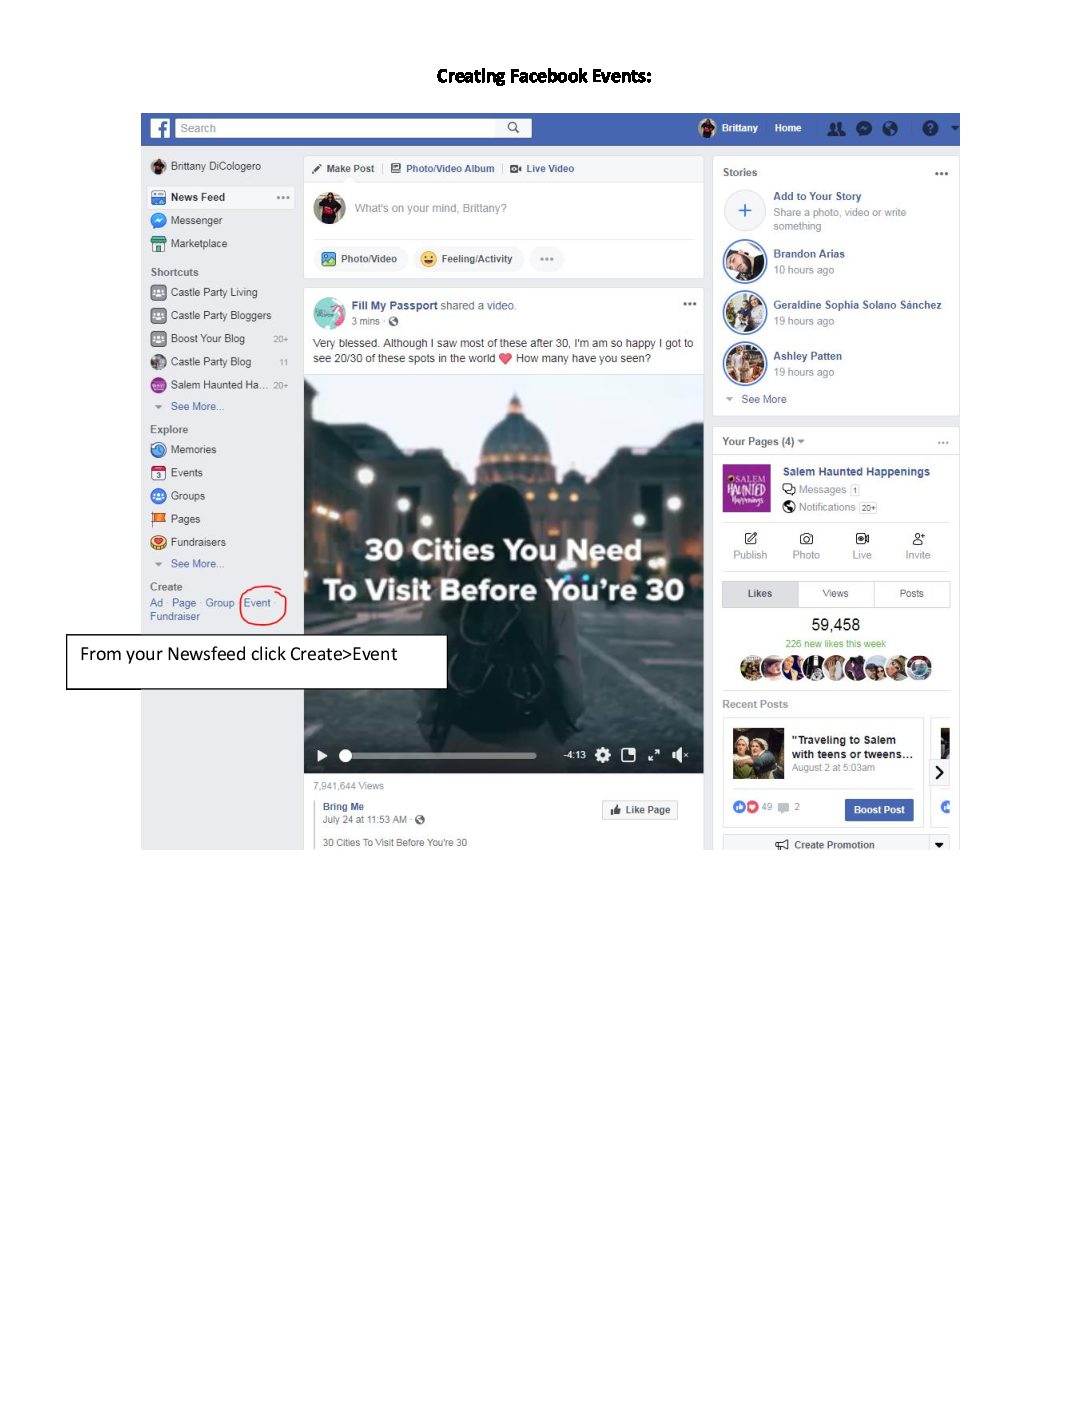 Creating Facebook Events:
Search
Brittany Home
Brittany DiCologero
News Feed
Messenger
Marketplace
Shortcuts
Castle Party Living
Castle Party Bloggers
Boost Your Blog 20+
Castle Party Blog 11
Salem Haunted Ha... 20+
See More...
Explore
Memories
3 Events
Groups
Pages
Fundraisers
See More...
Create
Ad · Page · Group · Event ·
Fundraiser
From your Newsfeed click Create>Event
Make Post Photo/Video Album Live Video
What's on your mind, Brittany?
Photo/Video Feeling/Activity
Fill My Passport shared a video.
3 mins ·
Very blessed. Although I saw most of these after 30, I'm am so happy I got to
see 20/30 of these spots in the world ❤ How many have you seen?
30 Cities You Need
To Visit Before You're 30
-4:13
7,941,644 Views
Bring Me
July 24 at 11:53 AM ·
Like Page
30 Cities To Visit Before You're 30
Stories
Add to Your Story
Share a photo, video or write
something
Brandon Arias
10 hours ago
Geraldine Sophia Solano Sánchez
19 hours ago
Ashley Patten
19 hours ago
See More
Your Pages (4)
SALEM
HAUNTED
Happenings
Salem Haunted Happenings
Messages 1
Notifications 20+
Publish Photo Live Invite
Likes Views Posts
59,458
226 new likes this week
Recent Posts
"Traveling to Salem
with teens or tweens...
August 2 at 5:03am
49 2
Boost Post
Create Promotion